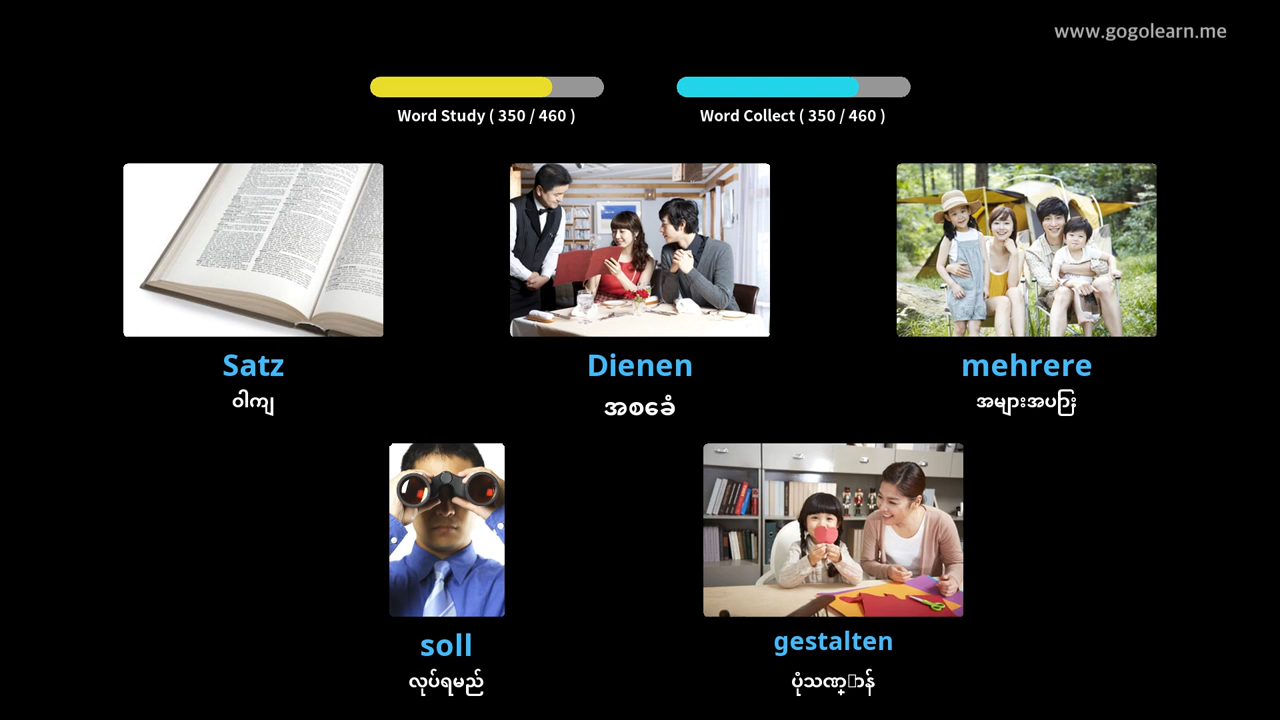 www.gogolearn.me
Word Study ( 350 / 460 )
Word Collect ( 350 / 460 )
Satz
ဝါကျ
Dienen
အစခေံ
mehrere
အများအပြား
soll
လုပ်ရမည်
gestalten